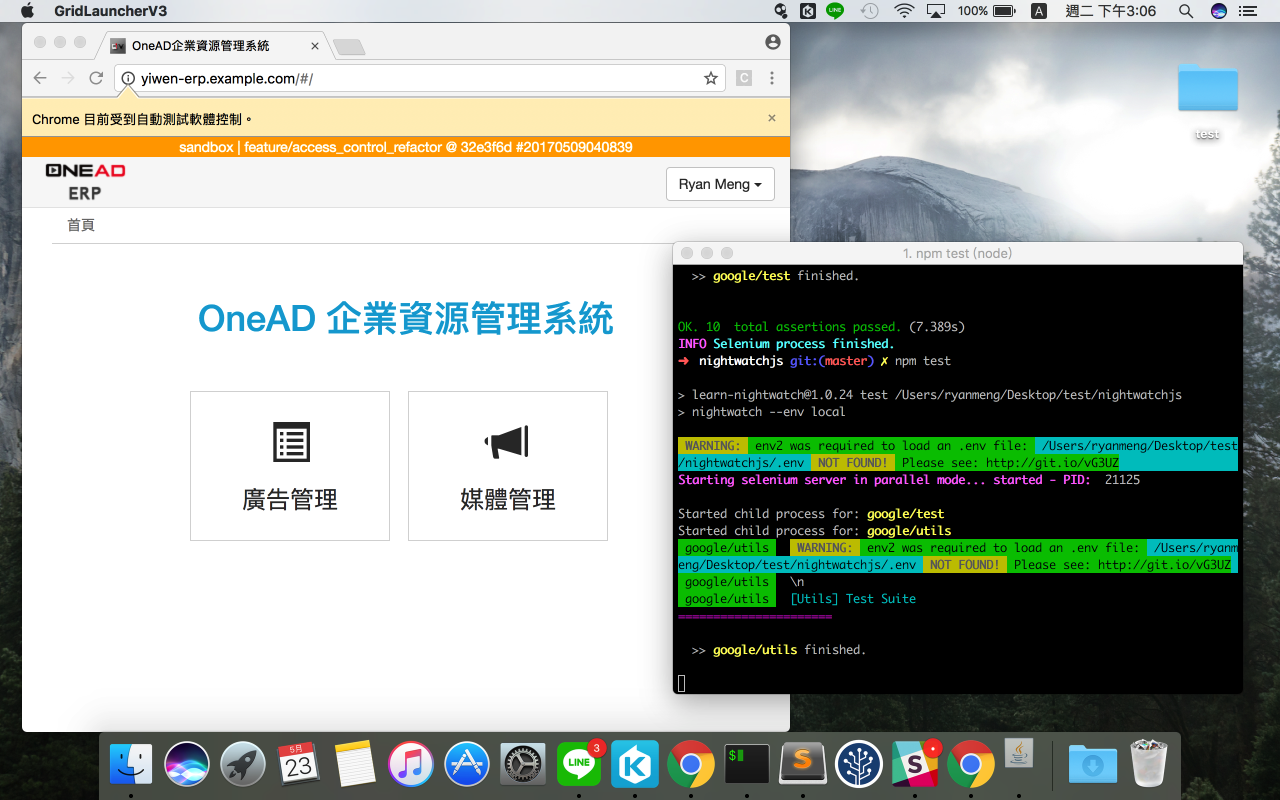 GridLauncherV3
100%
A
週二 下午3:06
OneAD企業資源管理系統
yiwen-erp.example.com/#/
C
Chrome 目前受到自動測試軟體控制。
sandbox | feature/access_control_refactor @ 32e3f6d #20170509040839
ONEAD
ERP
Ryan Meng
首頁
OneAD 企業資源管理系統
廣告管理
媒體管理
test
1. npm test (node)
>> google/test finished.
OK. 10 total assertions passed. (7.389s)
INFO Selenium process finished.
➜ nightwatchjs git:(master) ✗ npm test
> learn-nightwatch@1.0.24 test /Users/ryanmeng/Desktop/test/nightwatchjs
> nightwatch --env local
WARNING: env2 was required to load an .env file: /Users/ryanmeng/Desktop/test
/nightwatchjs/.env NOT FOUND! Please see: http://git.io/vG3UZ
Starting selenium server in parallel mode... started - PID: 21125
Started child process for: google/test
Started child process for: google/utils
google/utils WARNING: env2 was required to load an .env file: /Users/ryanm
eng/Desktop/test/nightwatchjs/.env NOT FOUND! Please see: http://git.io/vG3UZ
google/utils \n
google/utils [Utils] Test Suite
======================
>> google/utils finished.
5月
23
LINE
3
K
$
S
S